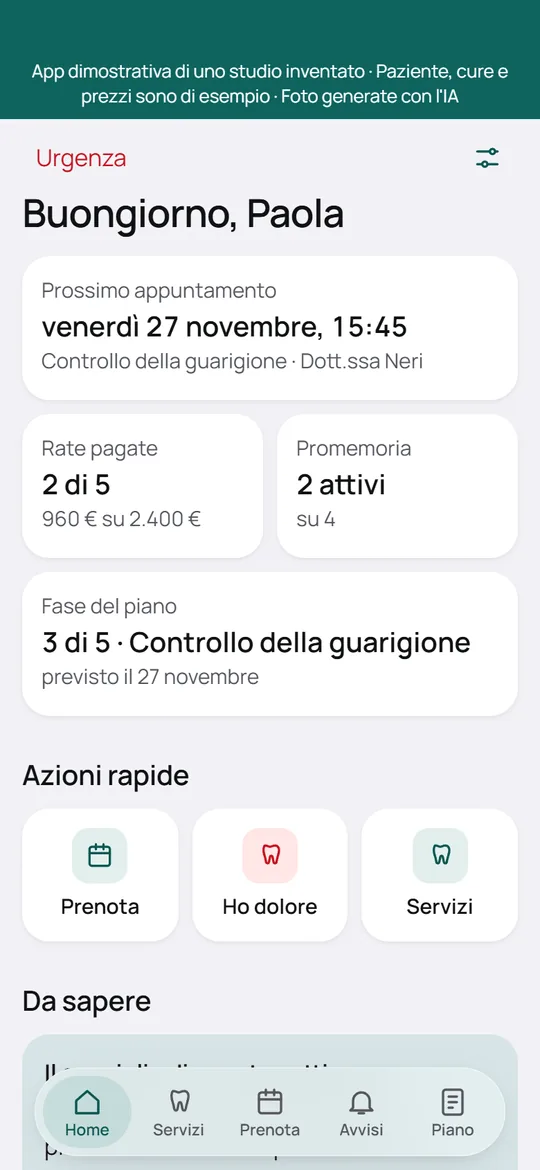 App dimostrativa di uno studio inventato · Paziente, cure e
prezzi sono di esempio · Foto generate con l'IA
Urgenza
Buongiorno, Paola
Prossimo appuntamento
venerdì 27 novembre, 15:45
Controllo della guarigione · Dott.ssa Neri
Rate pagate
2 di 5
960 € su 2.400 €
Promemoria
2 attivi
su 4
Fase del piano
3 di 5 · Controllo della guarigione
previsto il 27 novembre
Azioni rapide
Prenota
Ho dolore
Servizi
Da sapere
Home
Servizi
Prenota
Avvisi
Piano